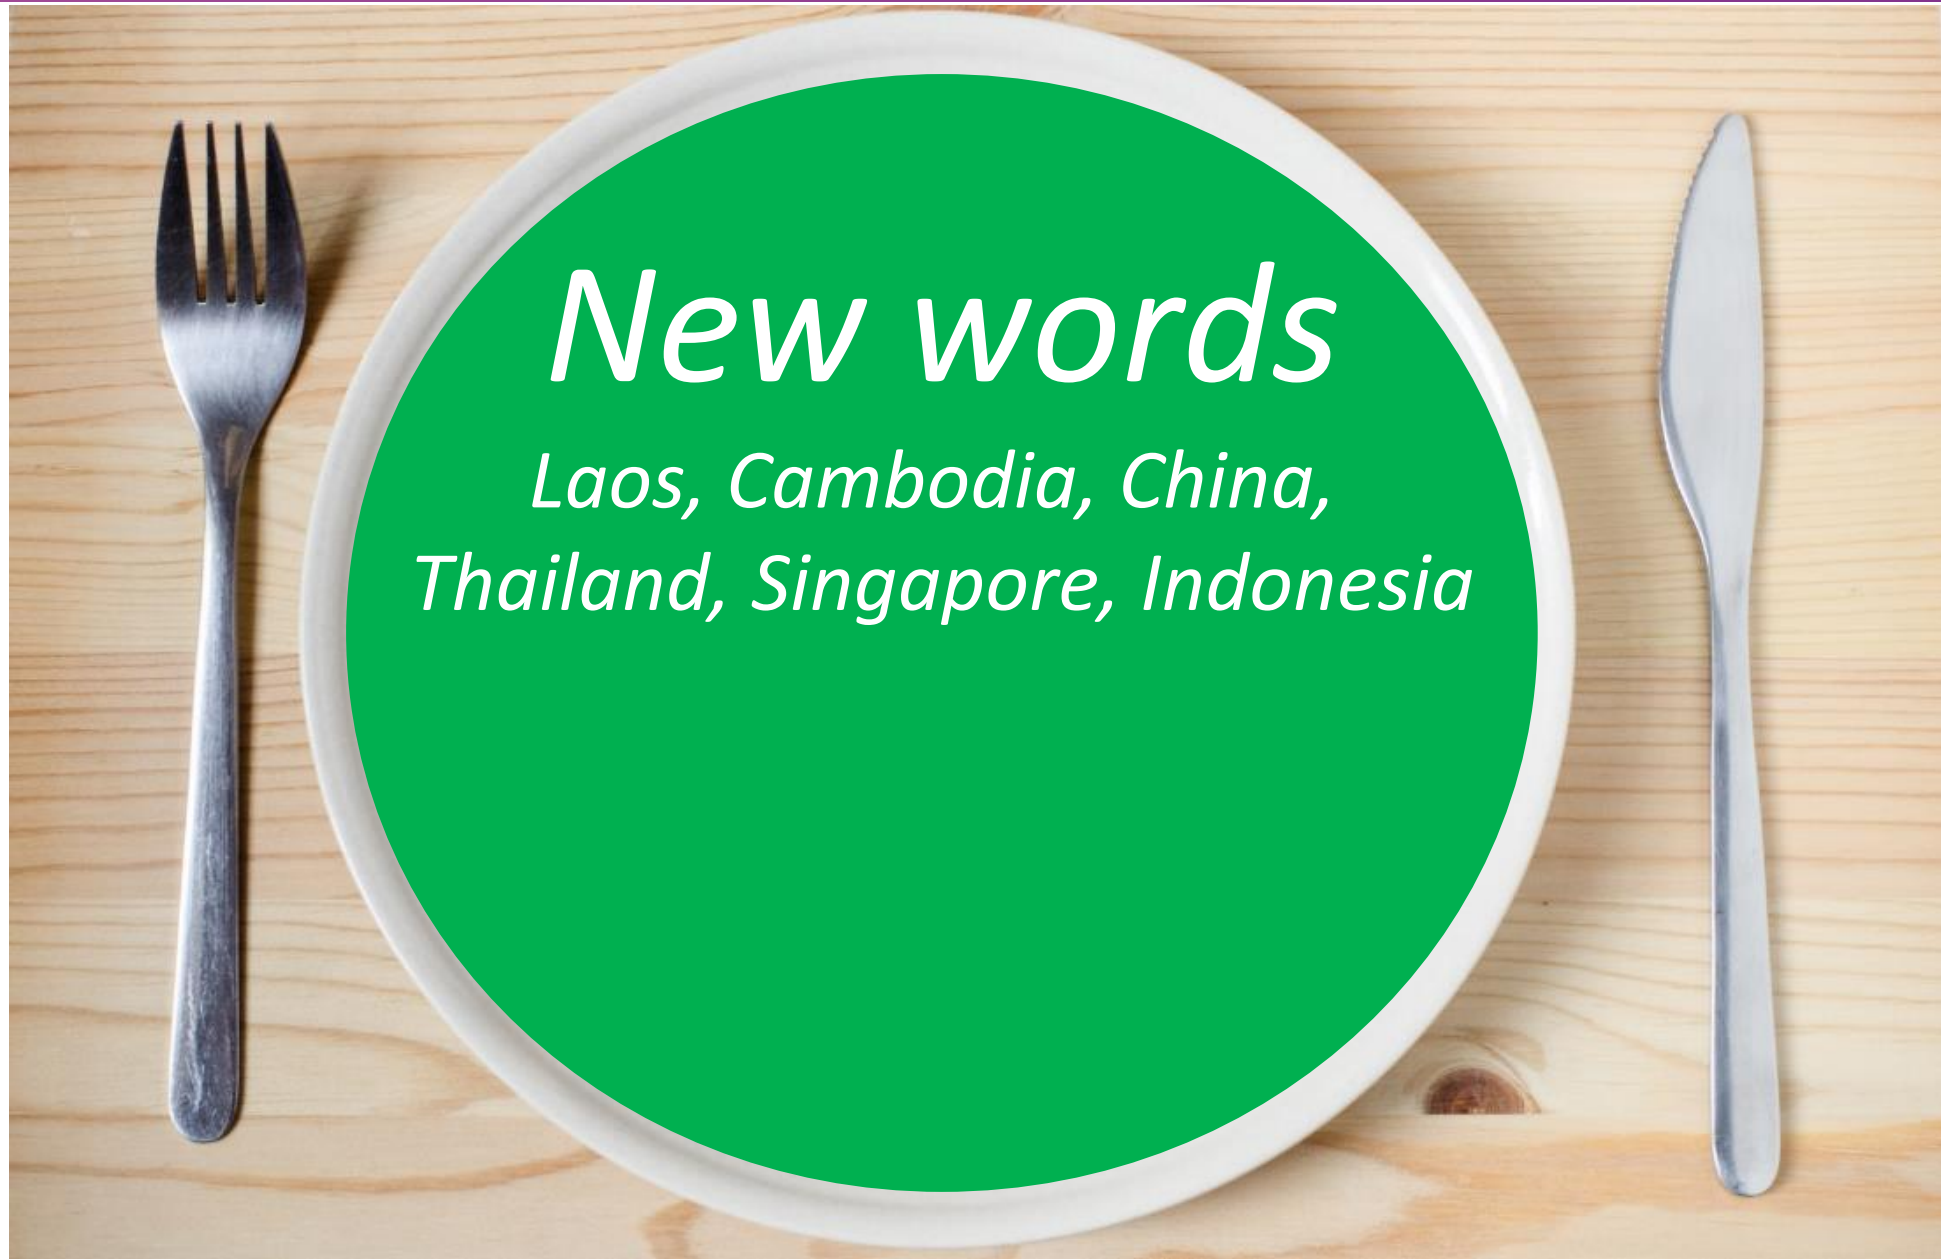 New words
Laos, Cambodia, China,
Thailand, Singapore, Indonesia